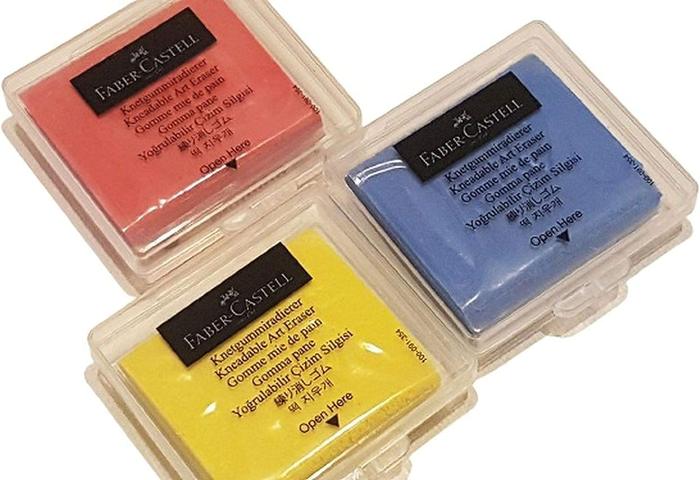 FABER-CASTELL
Knetgummiradierer
Kneadable Art Eraser
Gomme mie de pain
Gomma pane
Yoğrulabilir Çizim Silgisi
練り消しゴム
떡 지우개
Open Here
FABER-CASTELL
Knetgummiradierer
Kneadable Art Eraser
Gomme mie de pain
Gomma pane
Yoğrulabilir Çizim Silgisi
練り消しゴム
떡 지우개
Open Here
FABER-CASTELL
Knetgummiradierer
Kneadable Art Eraser
Gomme mie de pain
Gomma pane
Yoğrulabilir Çizim Silgisi
練り消しゴム
떡 지우개
Open Here
100-091-354